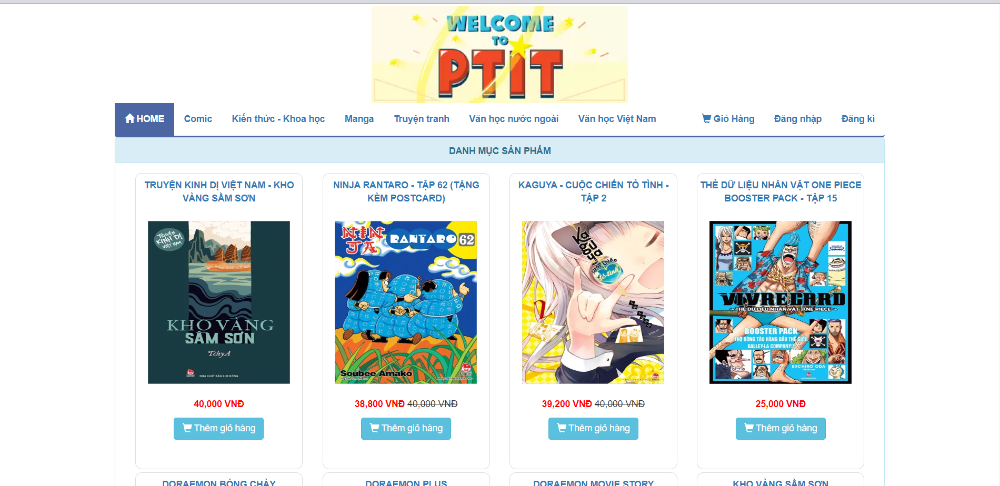 WELCOME
TO
PTIT
HOME Comic Kiến thức - Khoa học Manga Truyện tranh Văn học nước ngoài Văn học Việt Nam Giỏ Hàng Đăng nhập Đăng kí
DANH MỤC SẢN PHẨM
TRUYỆN KINH DỊ VIỆT NAM - KHO
VÀNG SẦM SƠN
TRUYỆN
KINH DỊ
VIỆT NAM
KHO VÀNG
SẦM SƠN
TchyA
NHÀ XUẤT BẢN KIM ĐỒNG
40,000 VNĐ
Thêm giỏ hàng
NINJA RANTARO - TẬP 62 (TẶNG
KÈM POSTCARD)
NIN
JA
RANTARO 62
Soubee Amako
38,800 VNĐ 40,000 VNĐ
Thêm giỏ hàng
KAGUYA - CUỘC CHIẾN TỎ TÌNH -
TẬP 2
Kaguya
cuộc chiến
tỏ tình
2
39,200 VNĐ 40,000 VNĐ
Thêm giỏ hàng
THẺ DỮ LIỆU NHÂN VẬT ONE PIECE
BOOSTER PACK - TẬP 15
VIVRE CARD
~ THẺ DỮ LIỆU NHÂN VẬT ONE PIECE ~
BOOSTER PACK
THỢ ĐÓNG TÀU HÀNG ĐẦU THẾ GIỚI!
GALLEY-LA COMPANY!!
EIICHIRO ODA
25,000 VNĐ
Thêm giỏ hàng
DORAEMON BÓNG CHÀY
DORAEMON PLUS
DORAEMON MOVIE STORY
KHO VÀNG SẦM SƠN